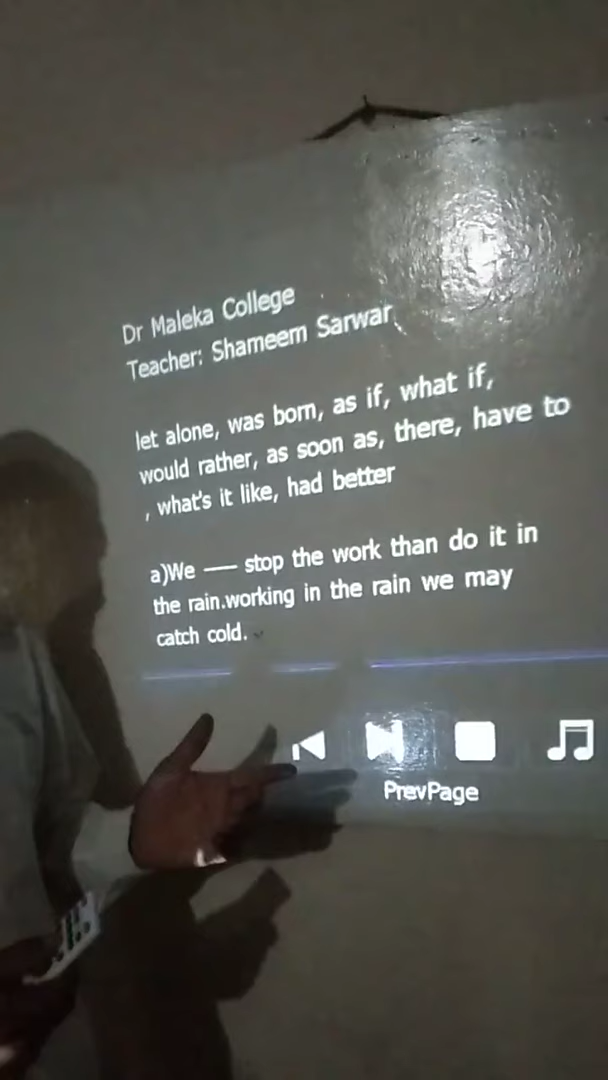 Dr Maleka College
Teacher: Shameem Sarwar
let alone, was born, as if, what if,
would rather, as soon as, there, have to
, what's it like, had better
a)We — stop the work than do it in
the rain.working in the rain we may
catch cold.
PrevPage